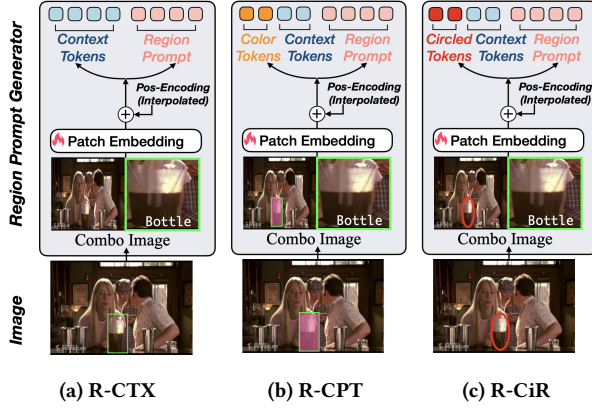 Region Prompt Generator
Image
Context
Tokens
Region
Prompt
Pos-Encoding
(Interpolated)
Patch Embedding
Bottle
Combo Image
(a) R-CTX
Color
Tokens
Context
Tokens
Region
Prompt
Pos-Encoding
(Interpolated)
Patch Embedding
Bottle
Combo Image
(b) R-CPT
Circled
Tokens
Context
Tokens
Region
Prompt
Pos-Encoding
(Interpolated)
Patch Embedding
Bottle
Combo Image
(c) R-CiR